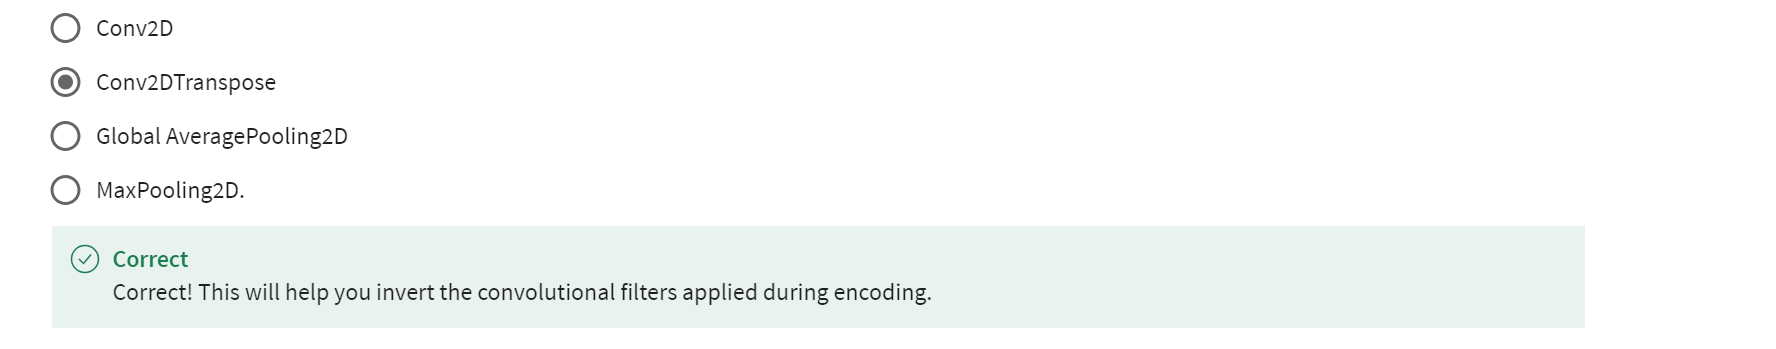 Conv2D
Conv2DTranspose
Global AveragePooling2D
MaxPooling2D.
Correct
Correct! This will help you invert the convolutional filters applied during encoding.